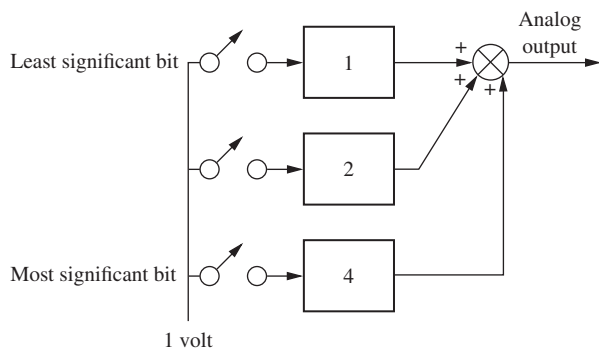 Analog
output
Least significant bit
1
+
+
+
2
Most significant bit
4
1 volt